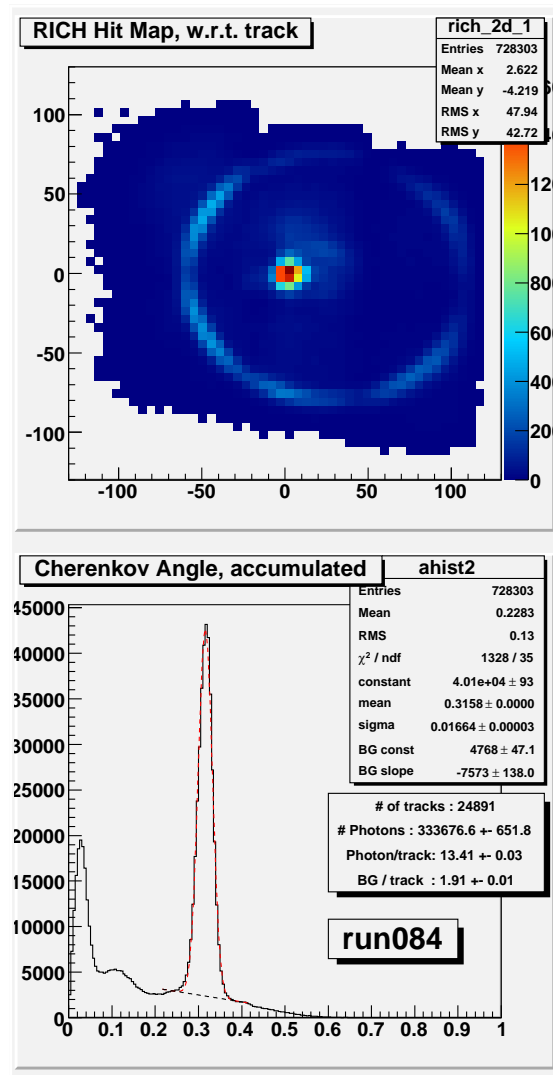 RICH Hit Map, w.r.t. track
rich_2d_1
Entries 728303
Mean x 2.622
Mean y -4.219
RMS x 47.94
RMS y 42.72
100
50
0
-50
-100
-100 -50 0 50 100
120
100
800
600
400
200
0
Cherenkov Angle, accumulated
ahist2
Entries 728303
Mean 0.2283
RMS 0.13
χ² / ndf 1328 / 35
constant 4.01e+04 ± 93
mean 0.3158 ± 0.0000
sigma 0.01664 ± 0.00003
BG const 4768 ± 47.1
BG slope -7573 ± 138.0
# of tracks : 24891
# Photons : 333676.6 +- 651.8
Photon/track: 13.41 +- 0.03
BG / track : 1.91 +- 0.01
run084
45000
40000
35000
30000
25000
20000
15000
10000
5000
0
0 0.1 0.2 0.3 0.4 0.5 0.6 0.7 0.8 0.9 1